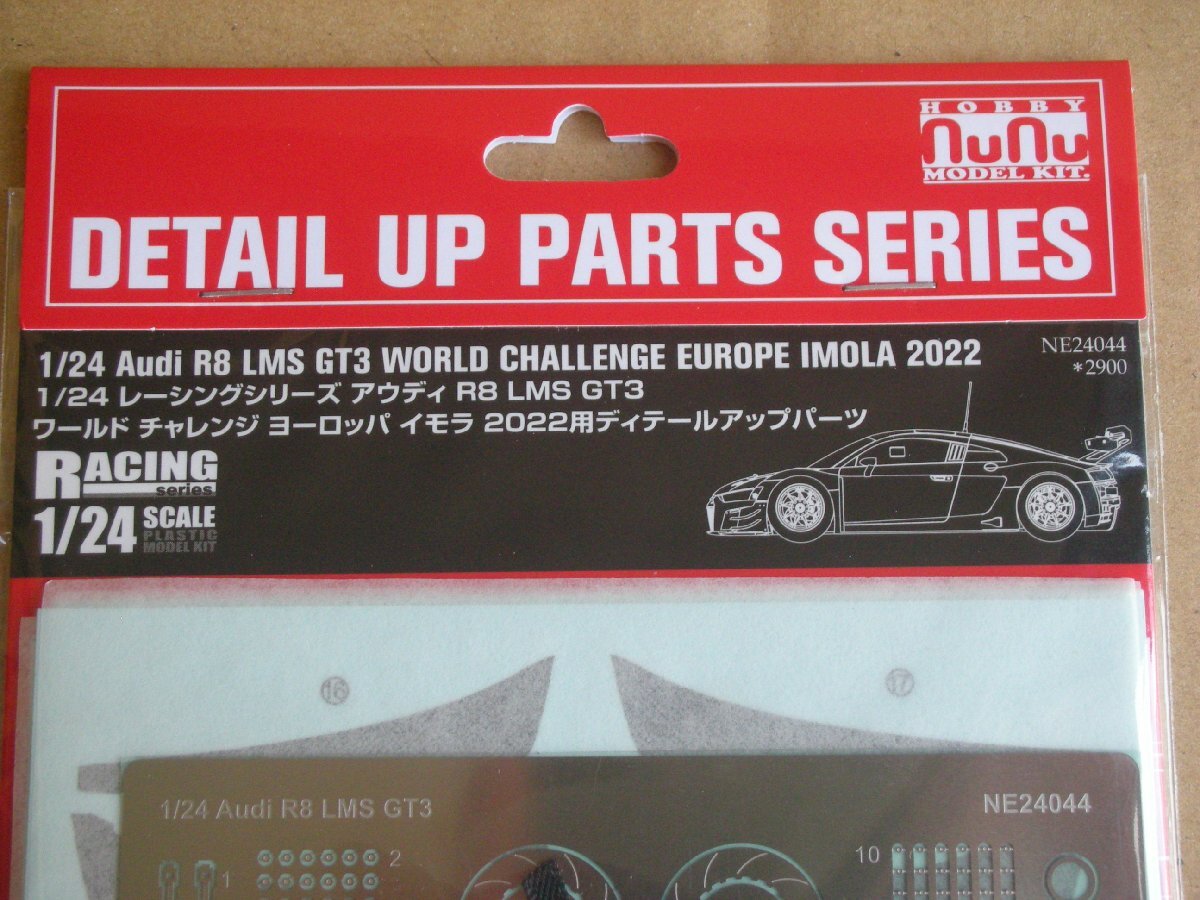 HOBBY
nunu
MODEL KIT.
DETAIL UP PARTS SERIES
1/24 Audi R8 LMS GT3 WORLD CHALLENGE EUROPE IMOLA 2022
NE24044
*2900
1/24 レーシングシリーズ アウディ R8 LMS GT3
ワールド チャレンジ ヨーロッパ イモラ 2022用ディテールアップパーツ
RACING
series
1/24 SCALE
PLASTIC
MODEL KIT
16
17
1/24 Audi R8 LMS GT3
NE24044
2
10
1